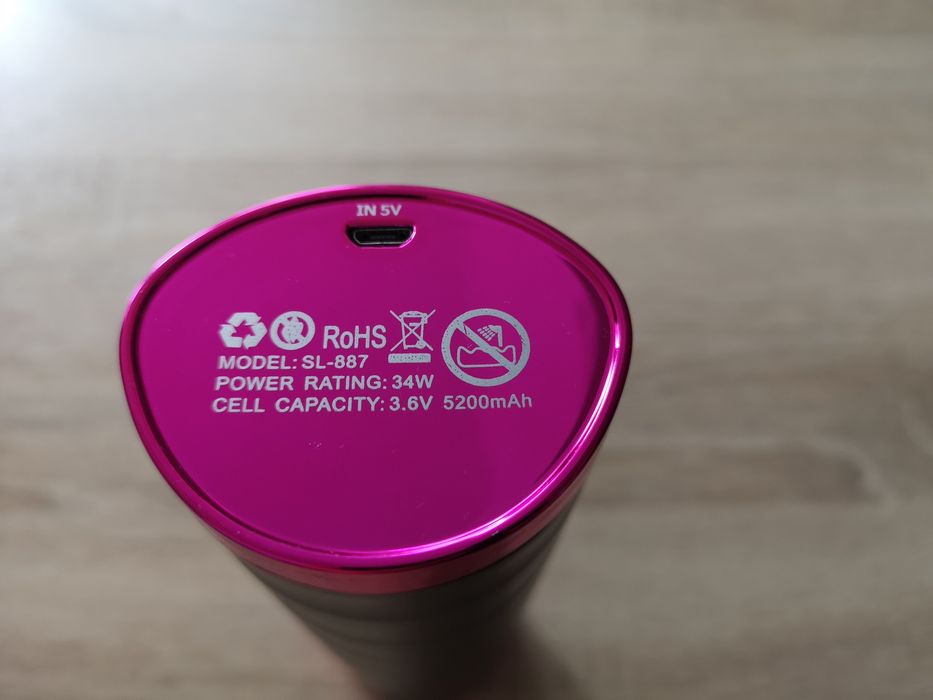 IN 5V
RoHS
MODEL: SL-887
POWER RATING: 34W
CELL CAPACITY: 3.6V 5200mAh